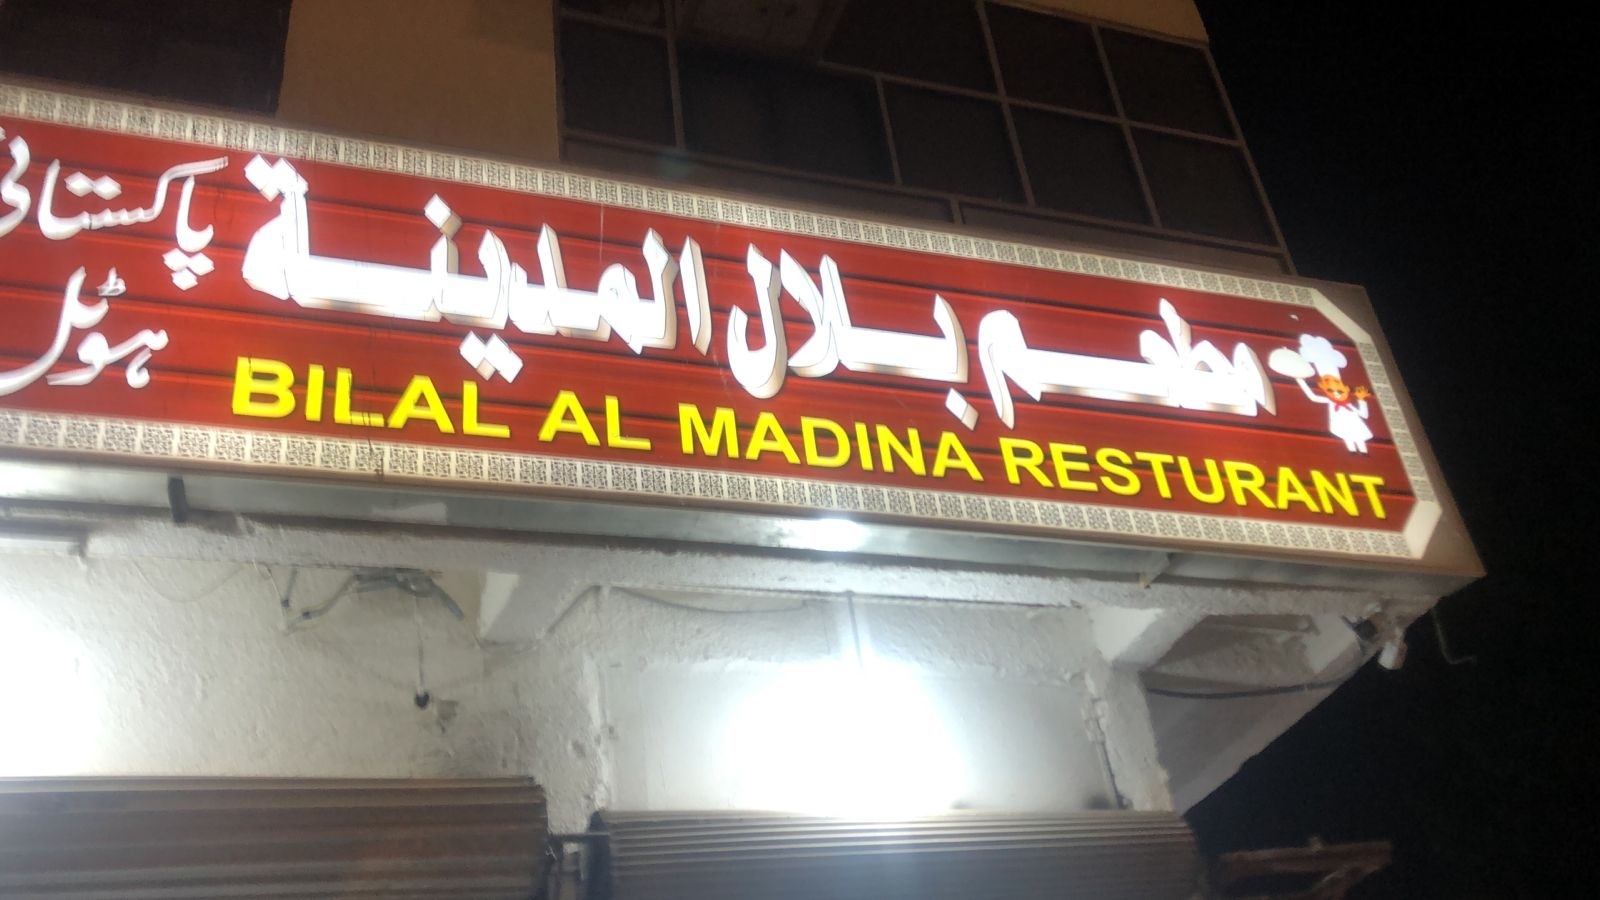 مطعم بلال المدينة
پاکستانی
ہوٹل
BILAL AL MADINA RESTURANT